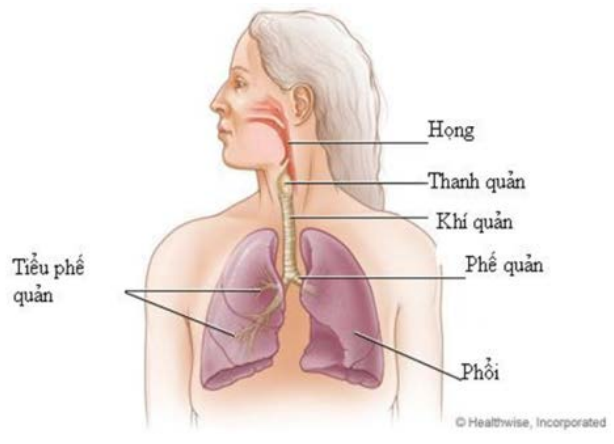 Họng
Thanh quản
Khí quản
Phế quản
Tiểu phế
quản
Phổi
© Healthwise, Incorporated